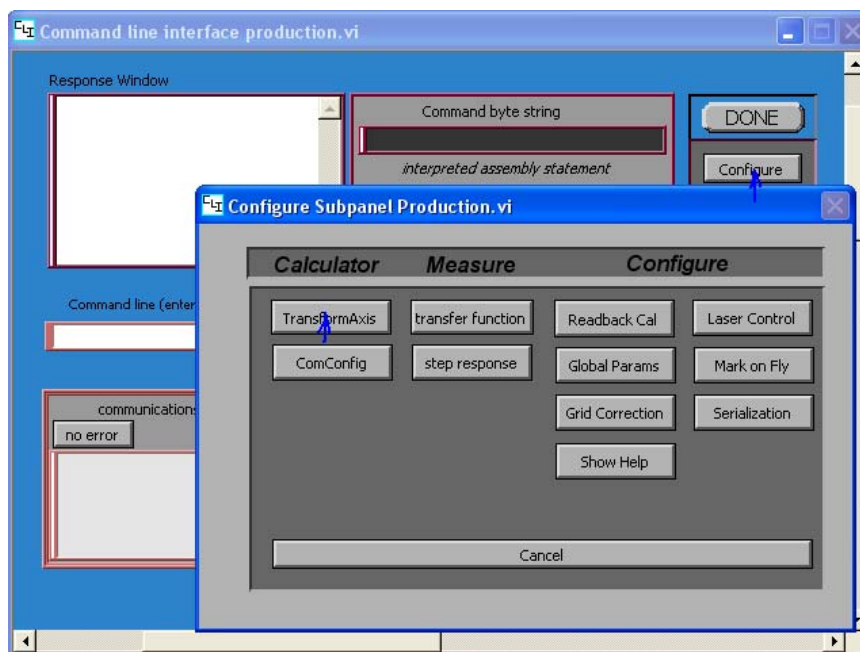 CLI Command line interface production.vi
Response Window
Command byte string
DONE
interpreted assembly statement
Configure
CLI Configure Subpanel Production.vi
Calculator Measure Configure
Command line (enter
TransformAxis transfer function Readback Cal Laser Control
ComConfig step response Global Params Mark on Fly
communications
no error
Grid Correction Serialization
Show Help
Cancel